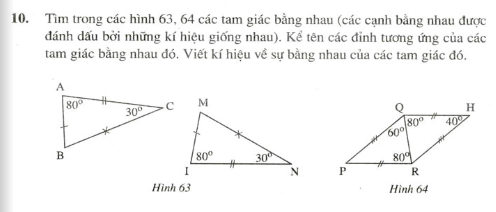 10. Tìm trong các hình 63, 64 các tam giác bằng nhau (các cạnh bằng nhau được
đánh dấu bởi những kí hiệu giống nhau). Kể tên các đỉnh tương ứng của các
tam giác bằng nhau đó. Viết kí hiệu về sự bằng nhau của các tam giác đó.
A
80°
30°
C
B
M
80°
30°
I
N
Hình 63
Q
H
80°
40°
60°
80°
P
R
Hình 64